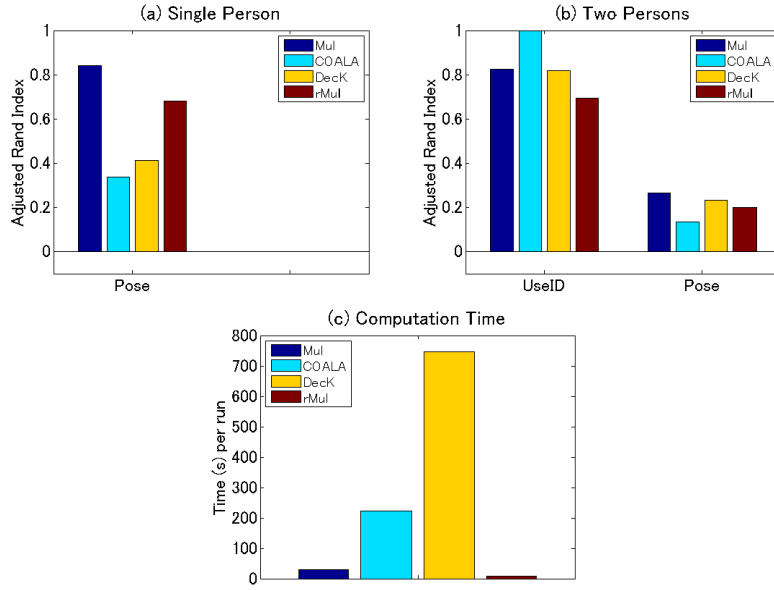 (a) Single Person
Adjusted Rand Index
1
0.8
0.6
0.4
0.2
0
Mul
COALA
DecK
rMul
Pose
(b) Two Persons
Adjusted Rand Index
1
0.8
0.6
0.4
0.2
0
Mul
COALA
DecK
rMul
UseID
Pose
(c) Computation Time
Time (s) per run
800
700
600
500
400
300
200
100
0
Mul
COALA
DecK
rMul